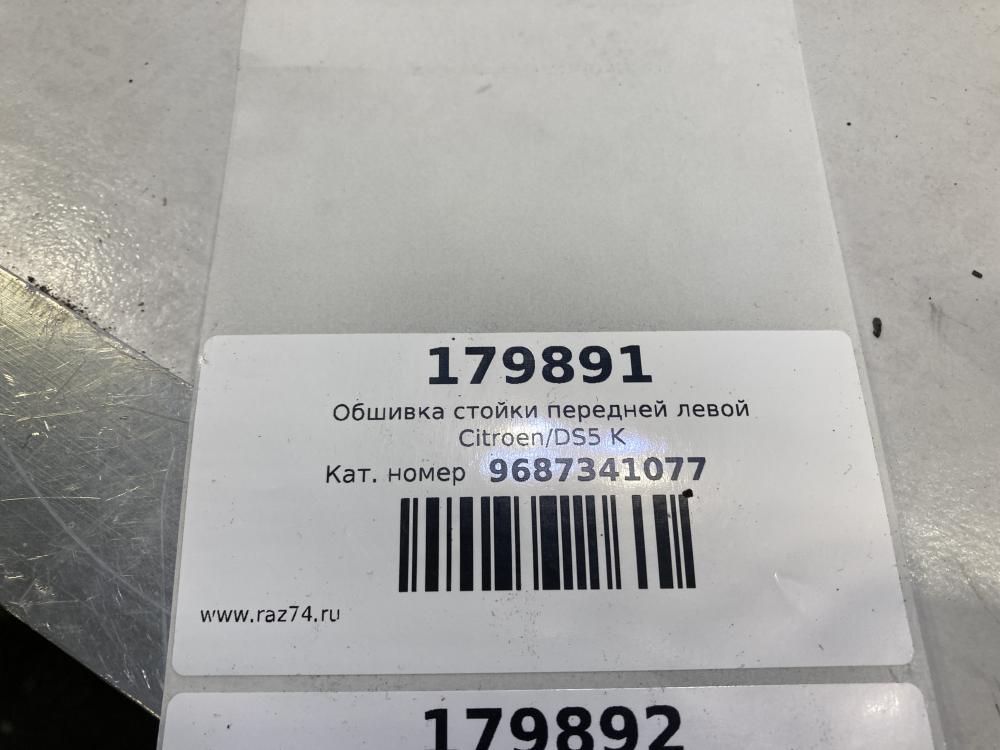 179891
Обшивка стойки передней левой
Citroen/DS5 K
Кат. номер 9687341077
www.raz74.ru
179892